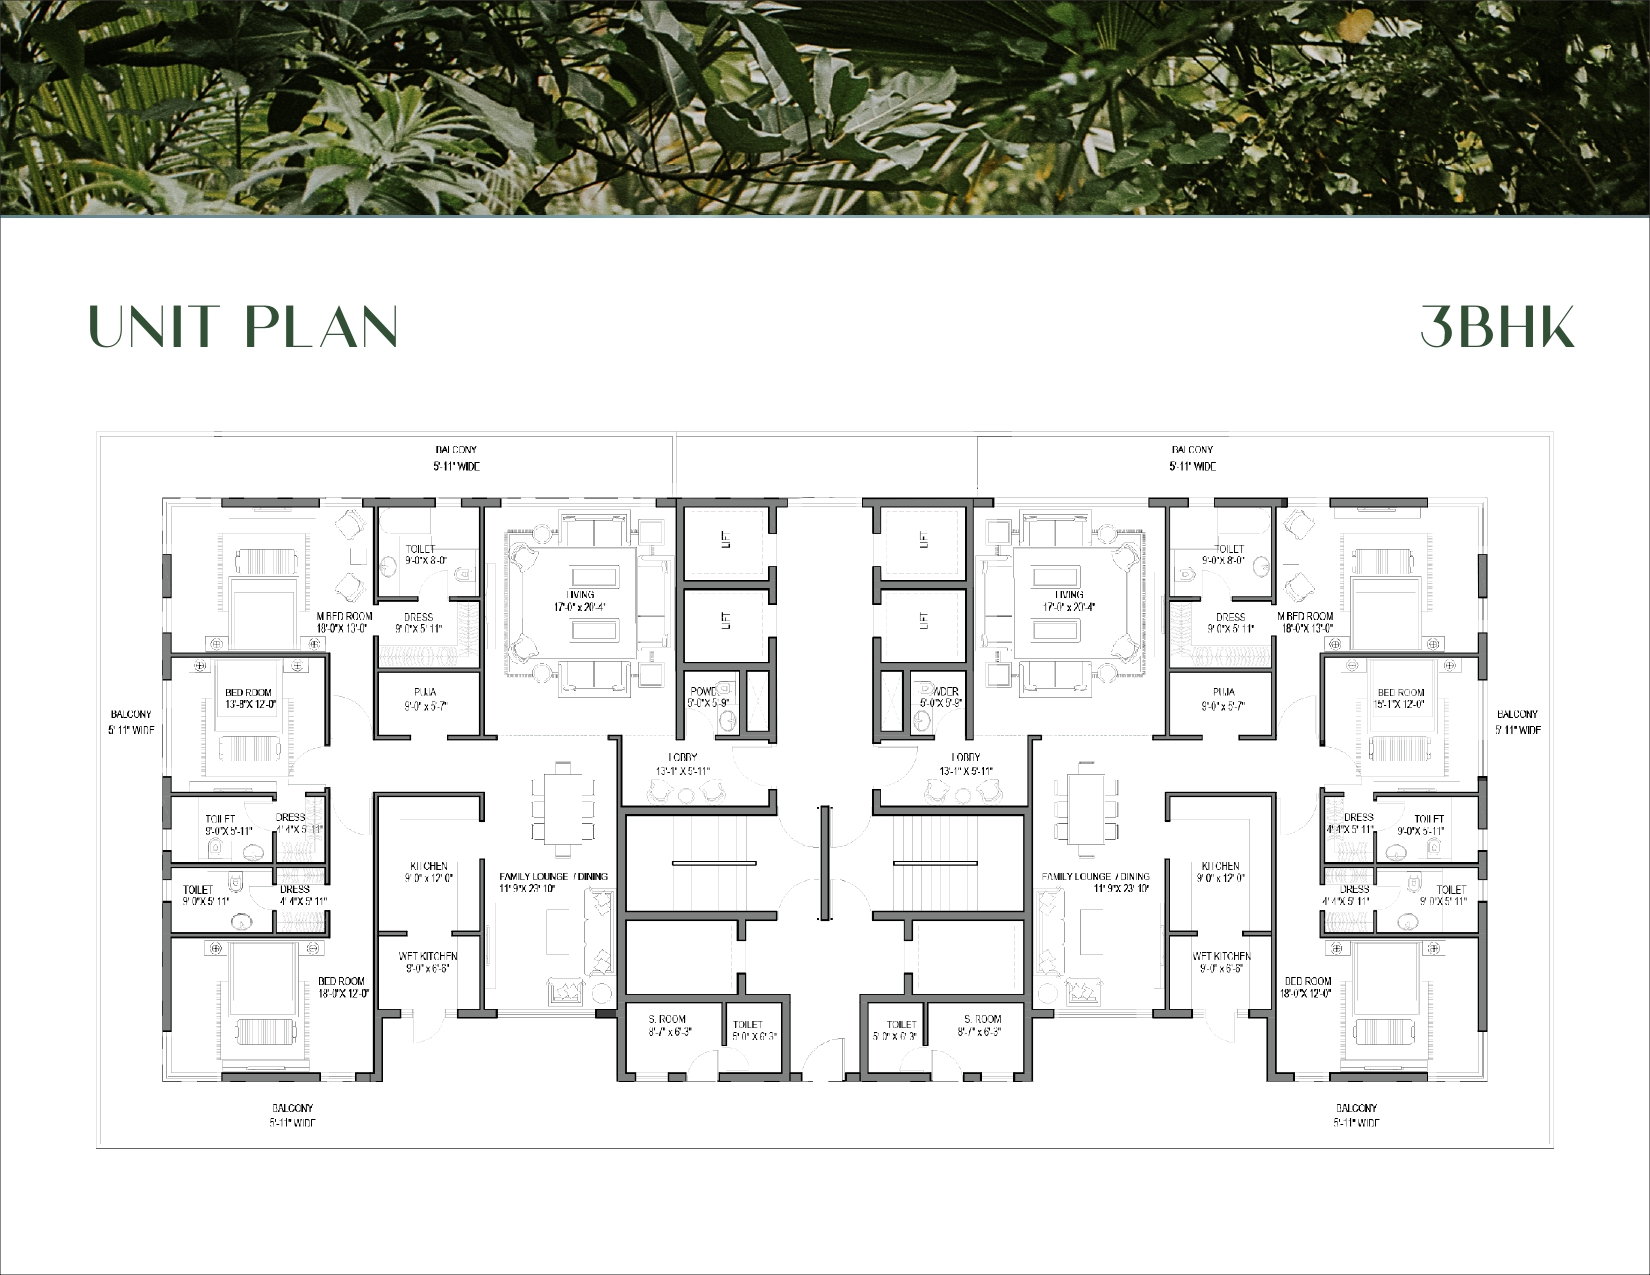 UNIT PLAN
3BHK
BALCONY
5'-11" WIDE
BALCONY
5'-11" WIDE
TOILET
9'-0"X 8'-0"
LIFT
LIFT
TOILET
9'-0"X 8'-0"
LIVING
17'-0" x 20'-4"
LIVING
17'-0" x 20'-4"
M.BED ROOM
18'-0"X 13'-0"
DRESS
9'0"X 5'11"
LIFT
LIFT
DRESS
9'0"X 5'11"
M.BED ROOM
18'-0"X 13'-0"
BED ROOM
13'-8"X 12'-0"
PUJA
9'-0" x 5'-7"
POWD
5'-0"X 5'-9"
WDER
5'-0"X 5'-9"
PUJA
9'-0" x 5'-7"
BED ROOM
15'-1"X 12'-0"
BALCONY
5' 11" WIDE
BALCONY
5' 11" WIDE
LOBBY
13'-1" X 5'-11"
LOBBY
13'-1" X 5'-11"
TOILET
9'-0"X 5'-11"
DRESS
4'4"X 5'11"
DRESS
4'4"X 5'11"
TOILET
9'-0"X 5'-11"
KITCHEN
9'0" x 12'0"
FAMILY LOUNGE / DINING
11'9"X 23'10"
FAMILY LOUNGE / DINING
11'9"X 23'10"
KITCHEN
9'0" x 12'0"
TOILET
9'0"X 5'11"
DRESS
4'4"X 5'11"
DRESS
4'4"X 5'11"
TOILET
9'0"X 5'11"
WET KITCHEN
9'-0" x 6'-6"
WET KITCHEN
9'-0" x 6'-6"
BED ROOM
18'-0"X 12'-0"
BED ROOM
18'-0"X 12'-0"
S. ROOM
8'-7" x 6'-3"
TOILET
5'0" X 6'3"
TOILET
5'0" X 6'3"
S. ROOM
8'-7" x 6'-3"
BALCONY
5'-11" WIDE
BALCONY
5'-11" WIDE